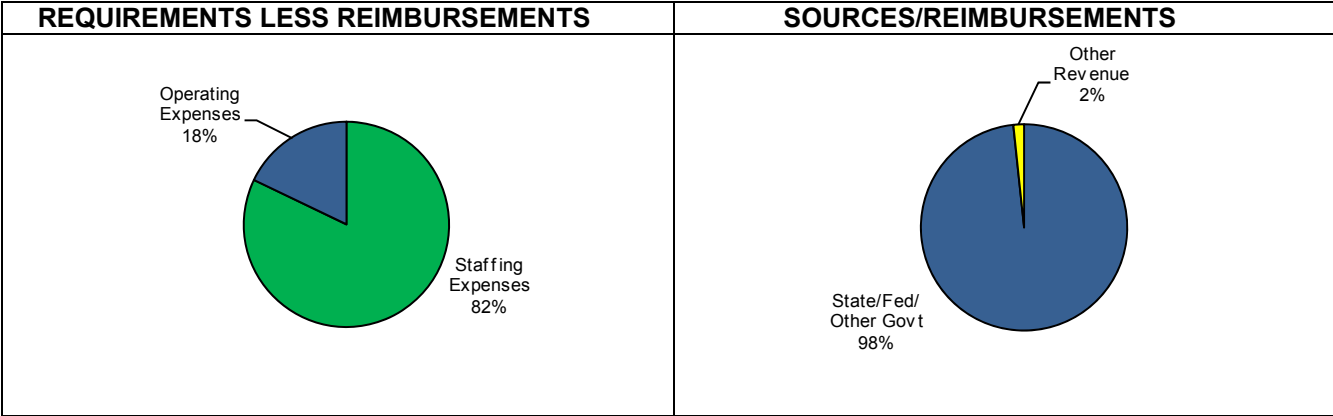 REQUIREMENTS LESS REIMBURSEMENTS
Operating
Expenses
18%
Staffing
Expenses
82%
SOURCES/REIMBURSEMENTS
Other
Revenue
2%
State/Fed/
Other Govt
98%